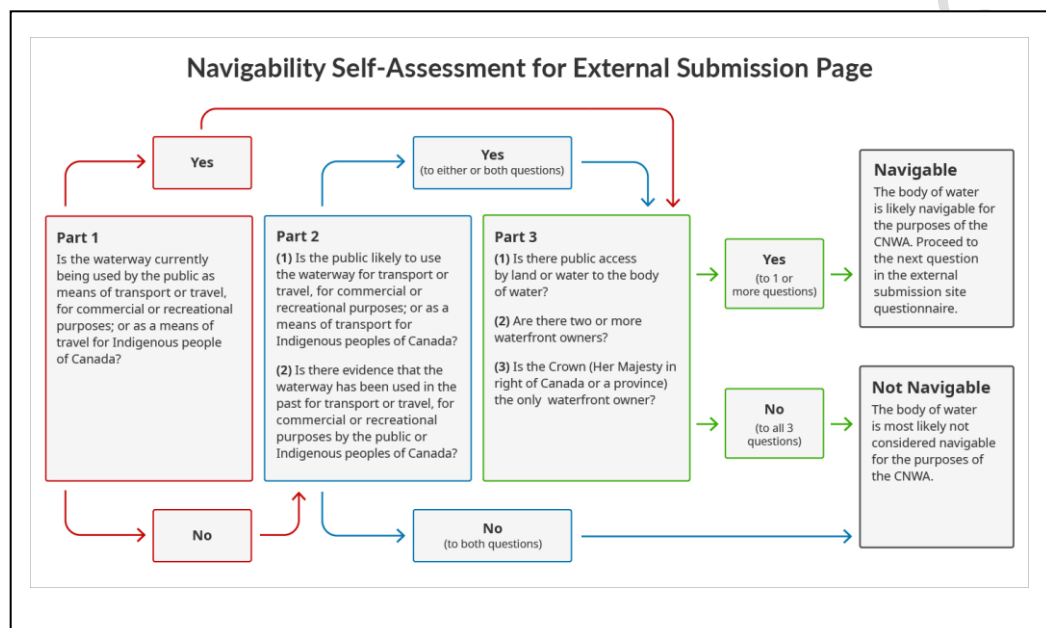 Navigability Self-Assessment for External Submission Page
Yes
Part 1
Is the waterway currently
being used by the public as
means of transport or travel,
for commercial or recreational
purposes; or as a means of
travel for Indigenous people
of Canada?
No
Yes
(to either or both questions)
Part 2
(1) Is the public likely to use
the waterway for transport or
travel, for commercial or
recreational purposes; or as a
means of transport for
Indigenous peoples of Canada?
(2) Is there evidence that the
waterway has been used in the
past for transport or travel, for
commercial or recreational
purposes by the public or
Indigenous peoples of Canada?
No
(to both questions)
Part 3
(1) Is there public access
by land or water to the body
of water?
(2) Are there two or more
waterfront owners?
(3) Is the Crown (Her Majesty in
right of Canada or a province)
the only waterfront owner?
Yes
(to 1 or
more questions)
No
(to all 3
questions)
Navigable
The body of water
is likely navigable for
the purposes of the
CNWA. Proceed to
the next question
in the external
submission site
questionnaire.
Not Navigable
The body of water
is most likely not
considered navigable
for the purposes of
the CNWA.